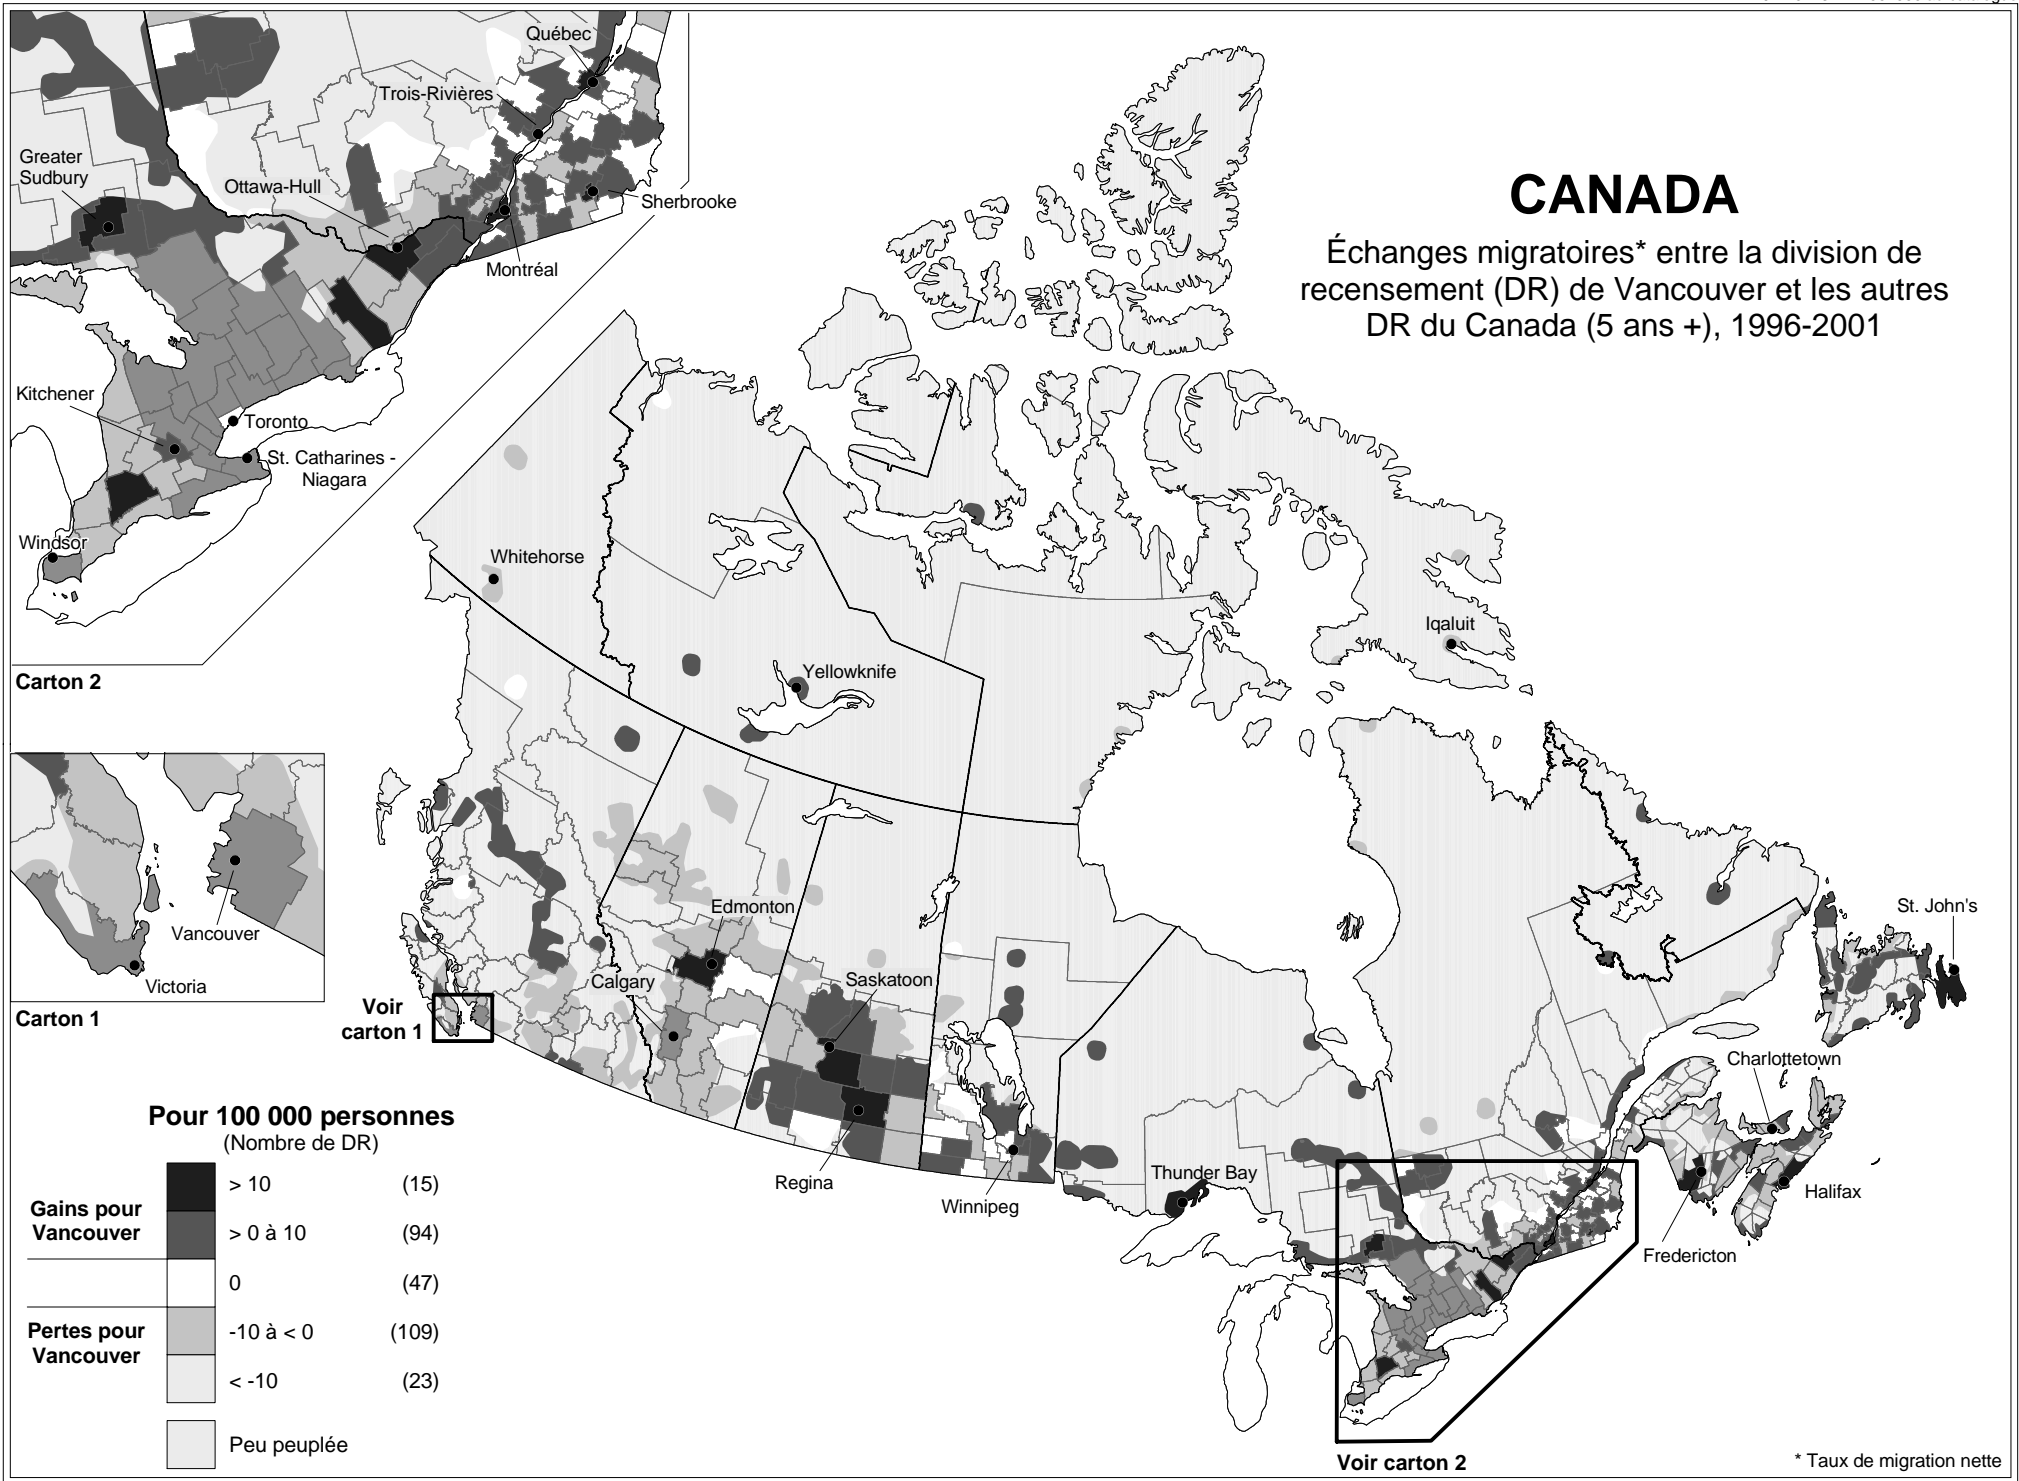 CANADA
Échanges migratoires* entre la division de
recensement (DR) de Vancouver et les autres
DR du Canada (5 ans +), 1996-2001
Québec
Trois-Rivières
Greater
Sudbury
Ottawa-Hull
Sherbrooke
Montréal
Kitchener
Toronto
St. Catharines -
Niagara
Windsor
Carton 2
Vancouver
Victoria
Carton 1
Voir
carton 1
Whitehorse
Yellowknife
Iqaluit
Edmonton
Calgary
Saskatoon
Regina
Winnipeg
Thunder Bay
St. John's
Charlottetown
Halifax
Fredericton
Voir carton 2
Pour 100 000 personnes
(Nombre de DR)
Gains pour
Vancouver
> 10 (15)
> 0 à 10 (94)
0 (47)
Pertes pour
Vancouver
-10 à < 0 (109)
< -10 (23)
Peu peuplée
* Taux de migration nette